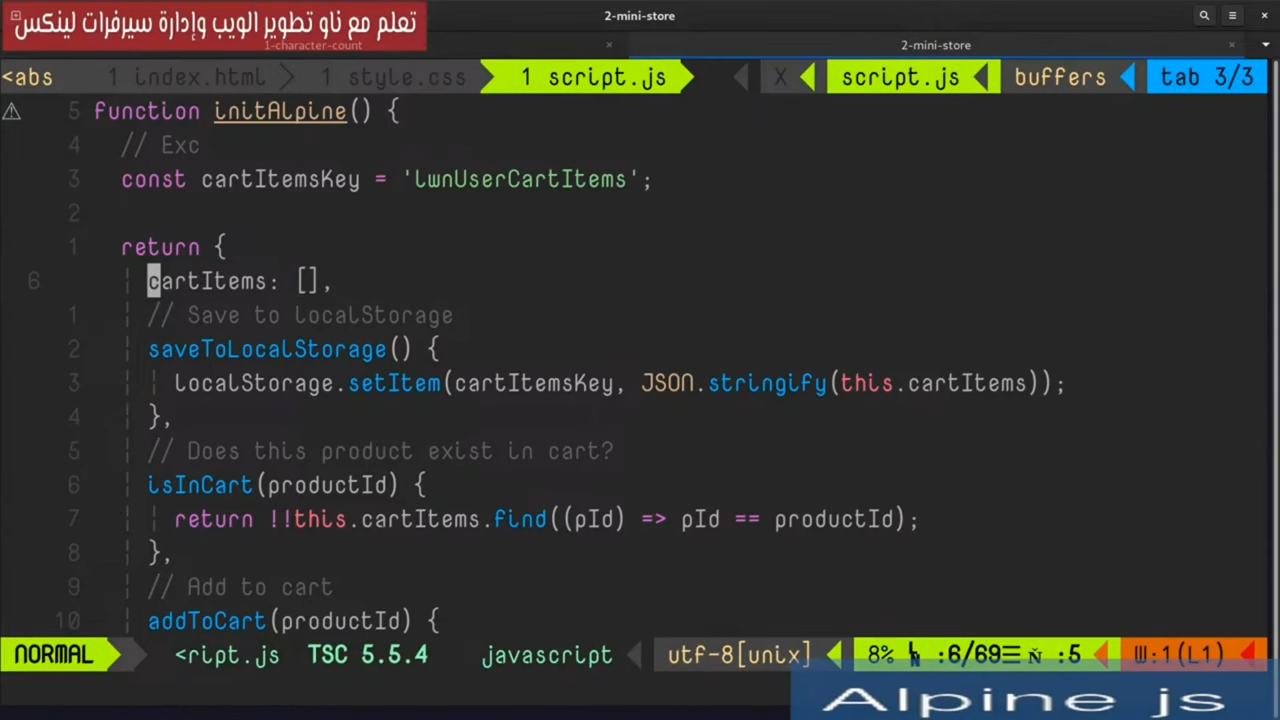 2-mini-store
تعلم مع ناو تطوير الويب وإدارة سيرفرات لينكس
1-character-count
2-mini-store
<abs 1 index.html 1 style.css 1 script.js X script.js buffers tab 3/3
5 function initAlpine() {
4 // Exc
3 const cartItemsKey = 'lwnUserCartItems';
2
1 return {
6 cartItems: [],
1 // Save to localStorage
2 saveToLocalStorage() {
3 localStorage.setItem(cartItemsKey, JSON.stringify(this.cartItems));
4 },
5 // Does this product exist in cart?
6 isInCart(productId) {
7 return !!this.cartItems.find((pId) => pId == productId);
8 },
9 // Add to cart
10 addToCart(productId) {
NORMAL <ript.js TSC 5.5.4 javascript utf-8[unix] 8% :6/69☰ :5 W:1(L1)
Alpine js